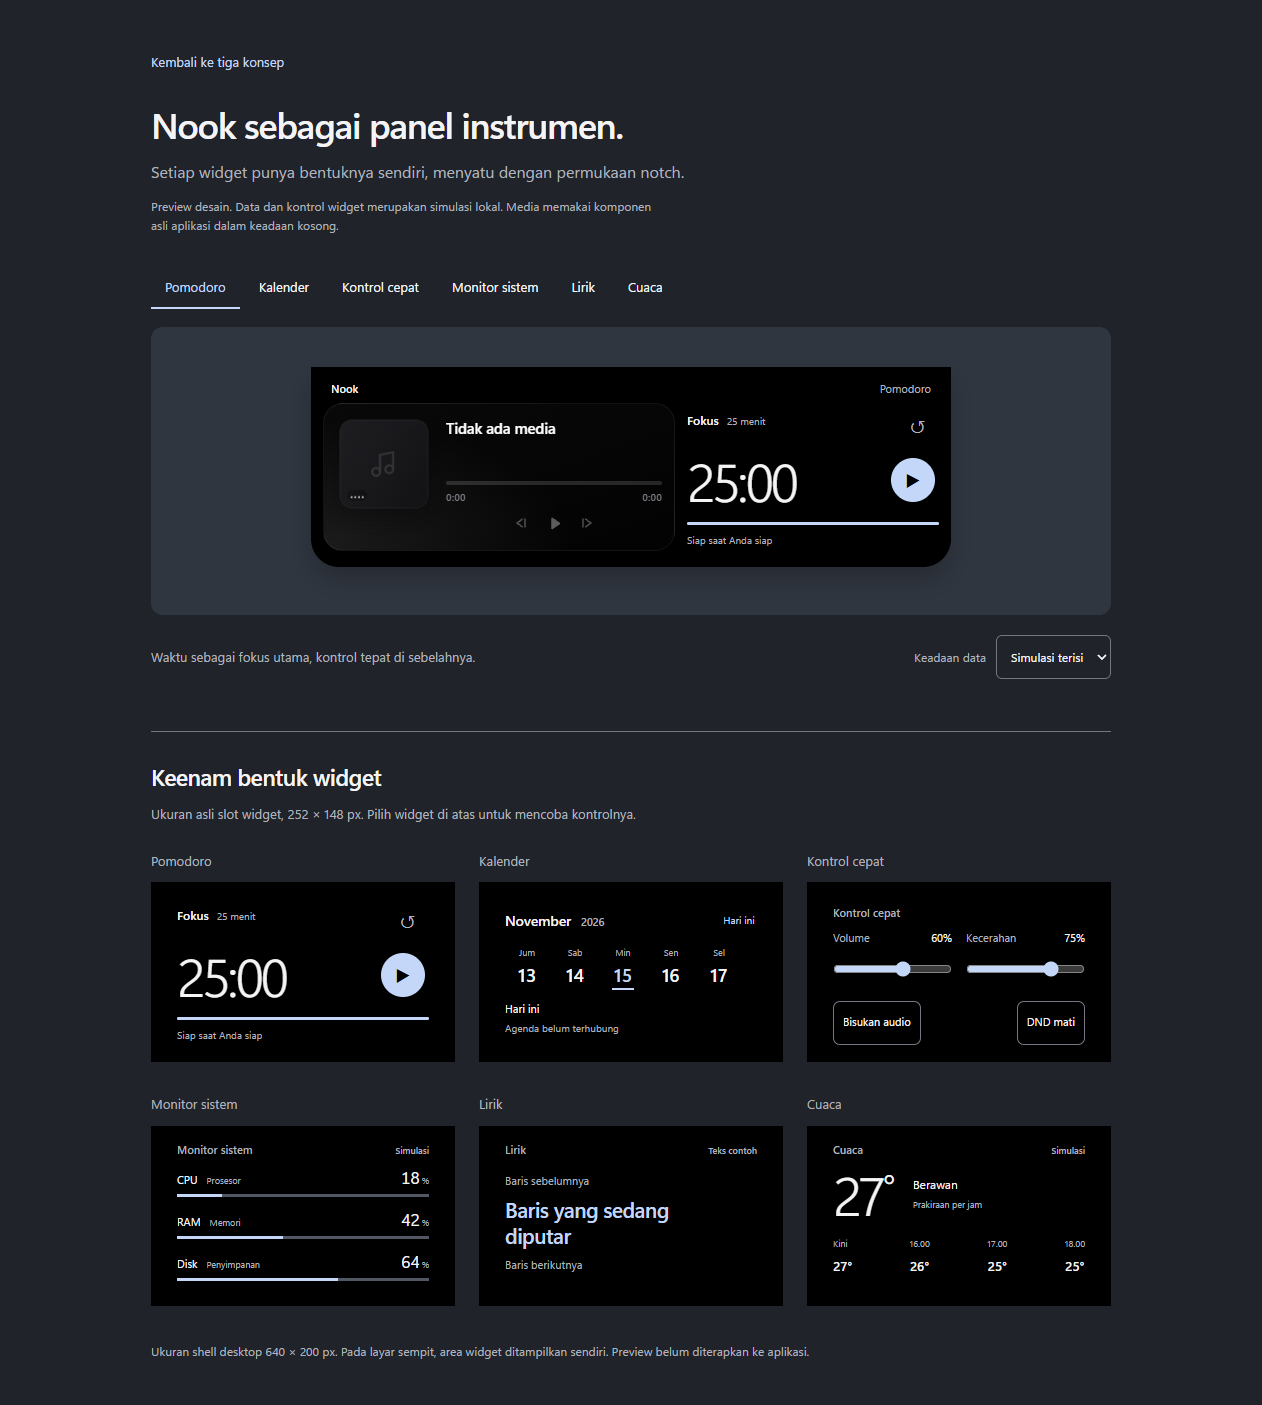 Kembali ke tiga konsep
Nook sebagai panel instrumen.
Setiap widget punya bentuknya sendiri, menyatu dengan permukaan notch.
Preview desain. Data dan kontrol widget merupakan simulasi lokal. Media memakai komponen
asli aplikasi dalam keadaan kosong.
Pomodoro Kalender Kontrol cepat Monitor sistem Lirik Cuaca
Nook Pomodoro
Tidak ada media
0:00 0:00
Fokus 25 menit
25:00
Siap saat Anda siap
Waktu sebagai fokus utama, kontrol tepat di sebelahnya.
Keadaan data Simulasi terisi
Keenam bentuk widget
Ukuran asli slot widget, 252 × 148 px. Pilih widget di atas untuk mencoba kontrolnya.
Pomodoro
Fokus 25 menit
25:00
Siap saat Anda siap
Kalender
November 2026 Hari ini
Jum Sab Min Sen Sel
13 14 15 16 17
Hari ini
Agenda belum terhubung
Kontrol cepat
Kontrol cepat
Volume 60% Kecerahan 75%
Bisukan audio DND mati
Monitor sistem
Monitor sistem Simulasi
CPU Prosesor 18 %
RAM Memori 42 %
Disk Penyimpanan 64 %
Lirik
Lirik Teks contoh
Baris sebelumnya
Baris yang sedang
diputar
Baris berikutnya
Cuaca
Cuaca Simulasi
27° Berawan
Prakiraan per jam
Kini 16.00 17.00 18.00
27° 26° 25° 25°
Ukuran shell desktop 640 × 200 px. Pada layar sempit, area widget ditampilkan sendiri. Preview belum diterapkan ke aplikasi.